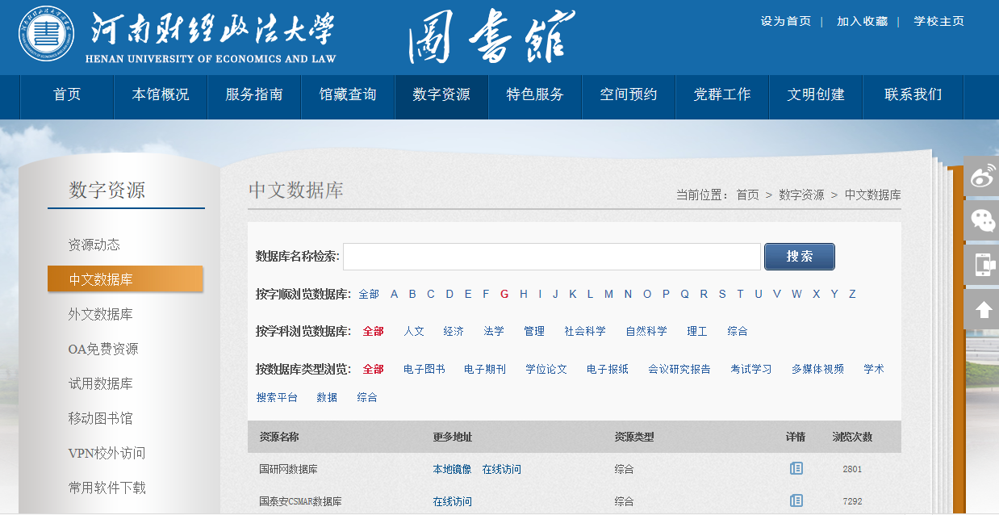 河南财经政法大学
HENAN UNIVERSITY OF ECONOMICS AND LAW
圖書館
设为首页 | 加入收藏 | 学校主页
首页 本馆概况 服务指南 馆藏查询 数字资源 特色服务 空间预约 党群工作 文明创建 联系我们
数字资源
资源动态
中文数据库
外文数据库
OA免费资源
试用数据库
移动图书馆
VPN校外访问
常用软件下载
中文数据库
当前位置： 首页 > 数字资源 > 中文数据库
数据库名称检索: 搜索
按字顺浏览数据库: 全部 A B C D E F G H I J K L M N O P Q R S T U V W X Y Z
按学科浏览数据库: 全部 人文 经济 法学 管理 社会科学 自然科学 理工 综合
按数据库类型浏览: 全部 电子图书 电子期刊 学位论文 电子报纸 会议研究报告 考试学习 多媒体视频 学术
搜索平台 数据 综合
资源名称 更多地址 资源类型 详情 浏览次数
国研网数据库 本地镜像 在线访问 综合 2801
国泰安CSMAR数据库 在线访问 综合 7292